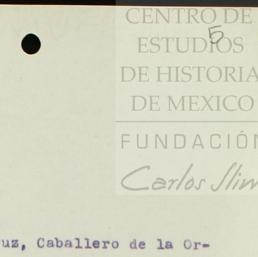 CENTRO DE
ESTUDIOS
DE HISTORIA
DE MEXICO
FUNDACIÓN
Carlos Slim
5
uz, Caballero de la Or-